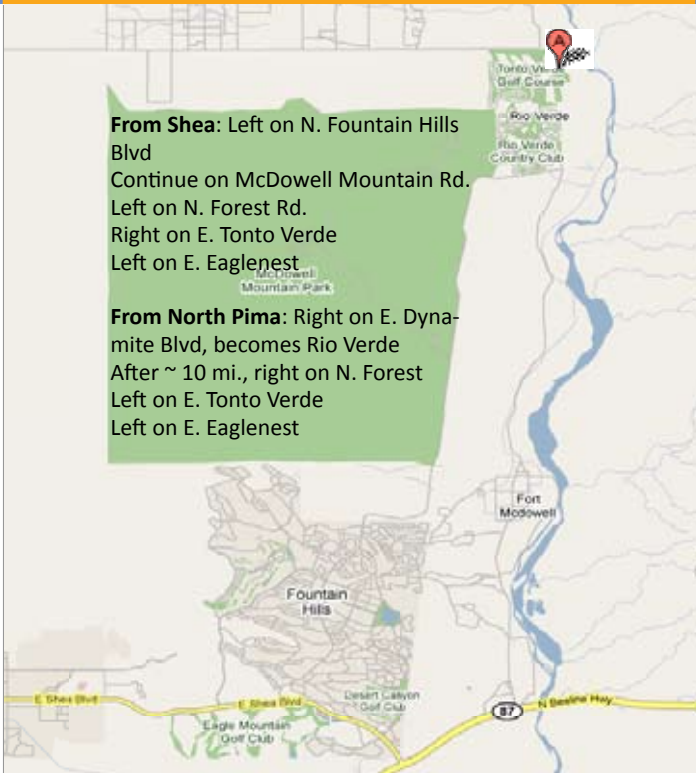 A
Tonto Verde
Golf Course
Rio Verde
Rio Verde
Country Club
From Shea: Left on N. Fountain Hills
Blvd
Continue on McDowell Mountain Rd.
Left on N. Forest Rd.
Right on E. Tonto Verde
Left on E. Eaglenest
McDowell
Mountain Park
From North Pima: Right on E. Dyna-
mite Blvd, becomes Rio Verde
After ~ 10 mi., right on N. Forest
Left on E. Tonto Verde
Left on E. Eaglenest
Fort
Mcdowell
Fountain
Hills
E Shea Blvd
E Shea Blvd
Desert Canyon
Golf Club
Eagle Mountain
Golf Club
87
N Beeline Hwy